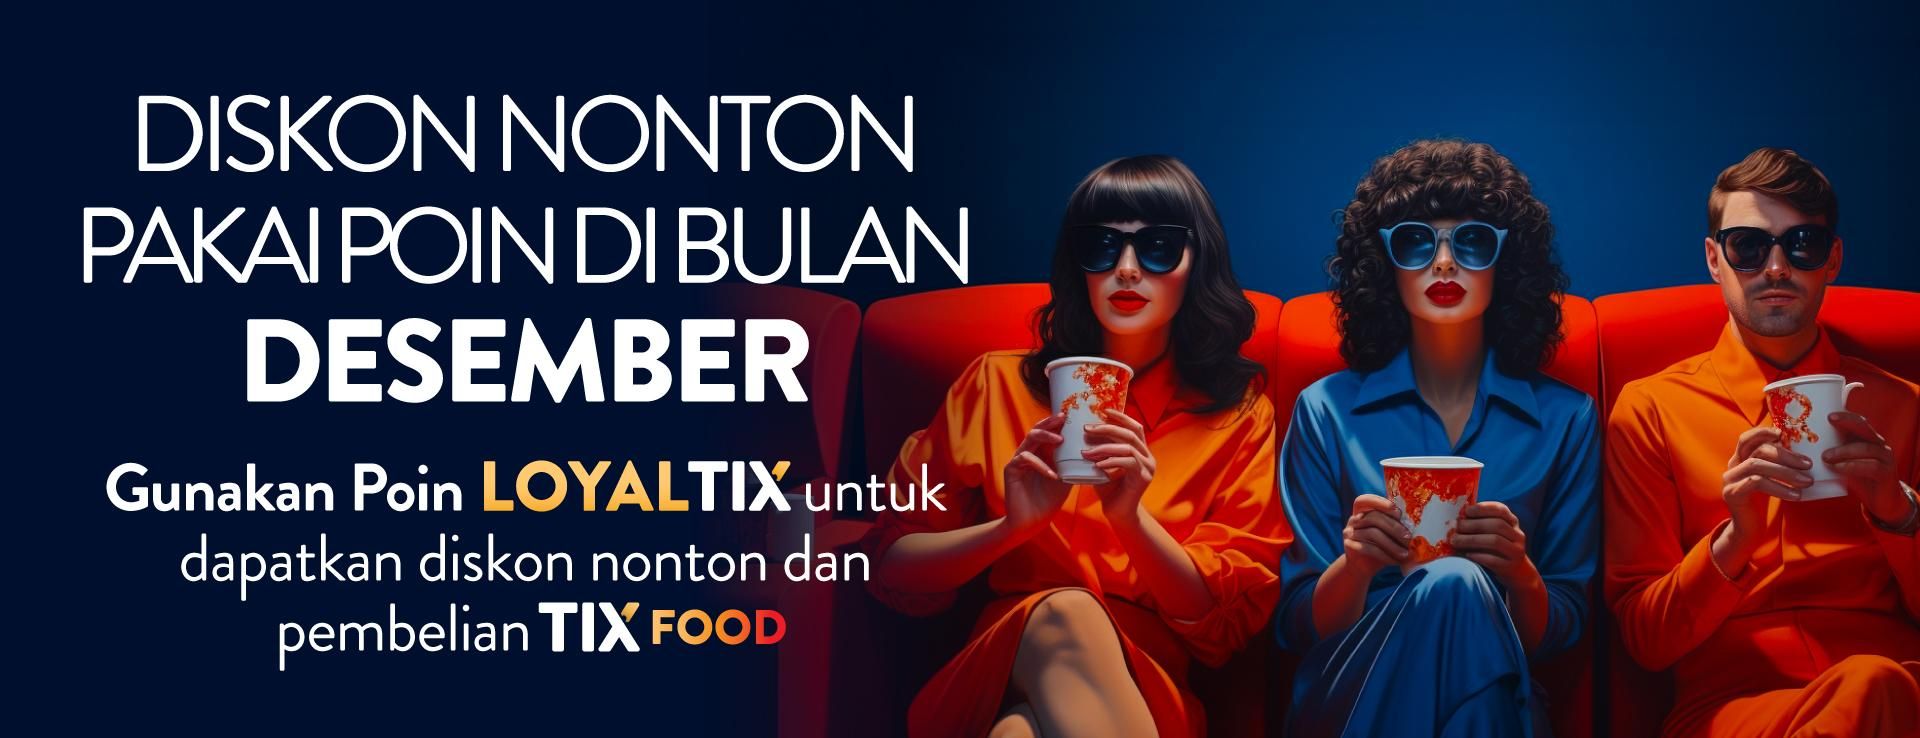 DISKON NONTON
PAKAI POIN DI BULAN
DESEMBER
Gunakan Poin LOYALTIX untuk
dapatkan diskon nonton dan
pembelian TIX FOOD